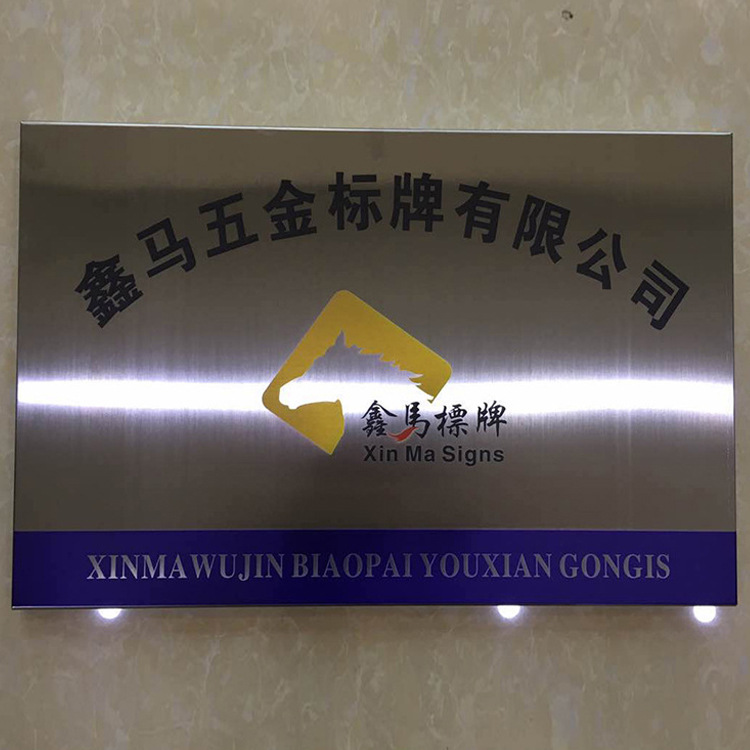 鑫马五金标牌有限公司
鑫馬標牌
Xin Ma Signs
XINMAWUJIN BIAOPAI YOUXIAN GONGIS